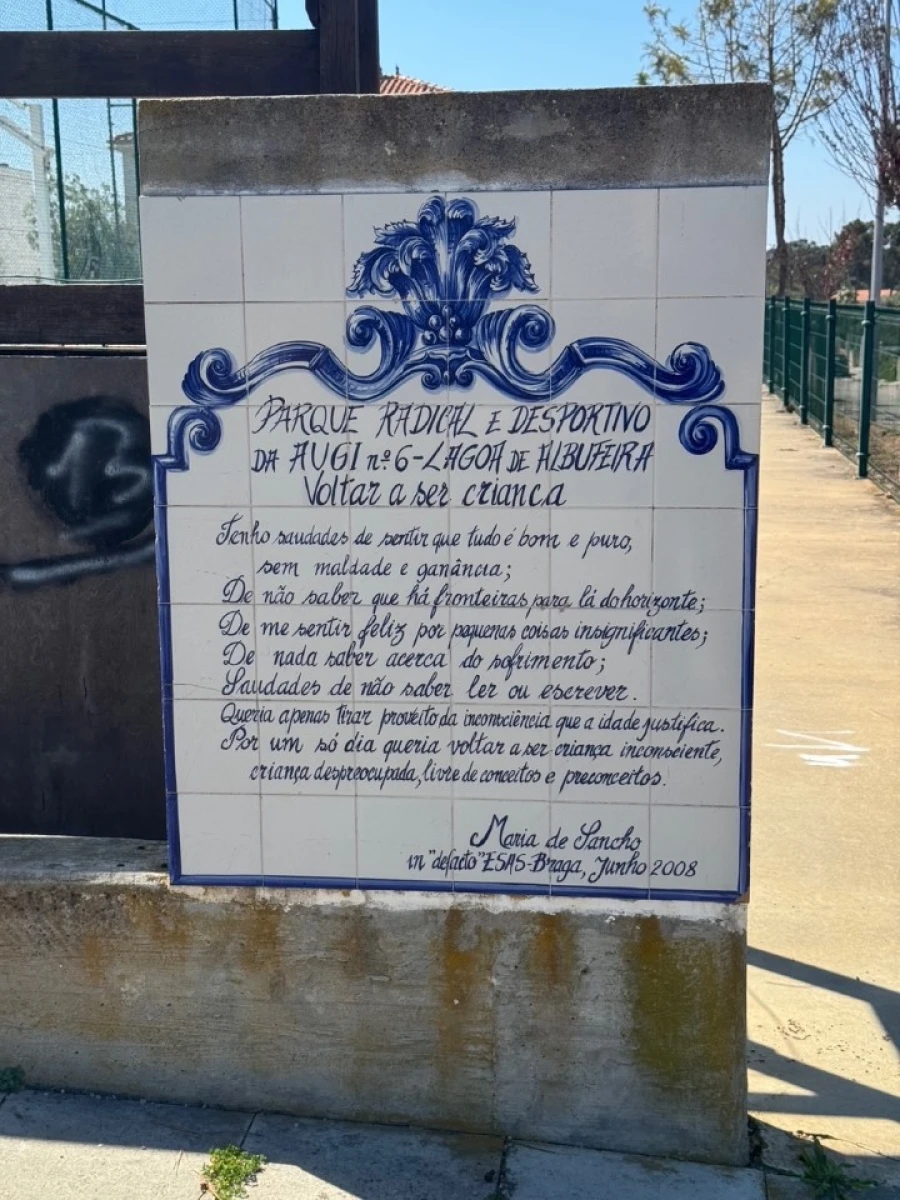 PARQUE RADICAL E DESPORTIVO
DA AUGI nº 6 - LAGOA DE ALBUFEIRA
Voltar a ser crianca
Tenho saudades de sentir que tudo é bom e puro,
sem maldade e ganância;
De não saber que há fronteiras para lá do horizonte;
De me sentir feliz por pequenas coisas insignificantes;
De nada saber acerca do sofrimento;
Saudades de não saber ler ou escrever.
Queria apenas tirar proveito da inconsciência que a idade justifica.
Por um só dia queria voltar a ser criança inconsciente,
criança despreocupada, livre de conceitos e preconceitos.
Maria de Sancho
in "defacto" ESAS-Braga, Junho 2008